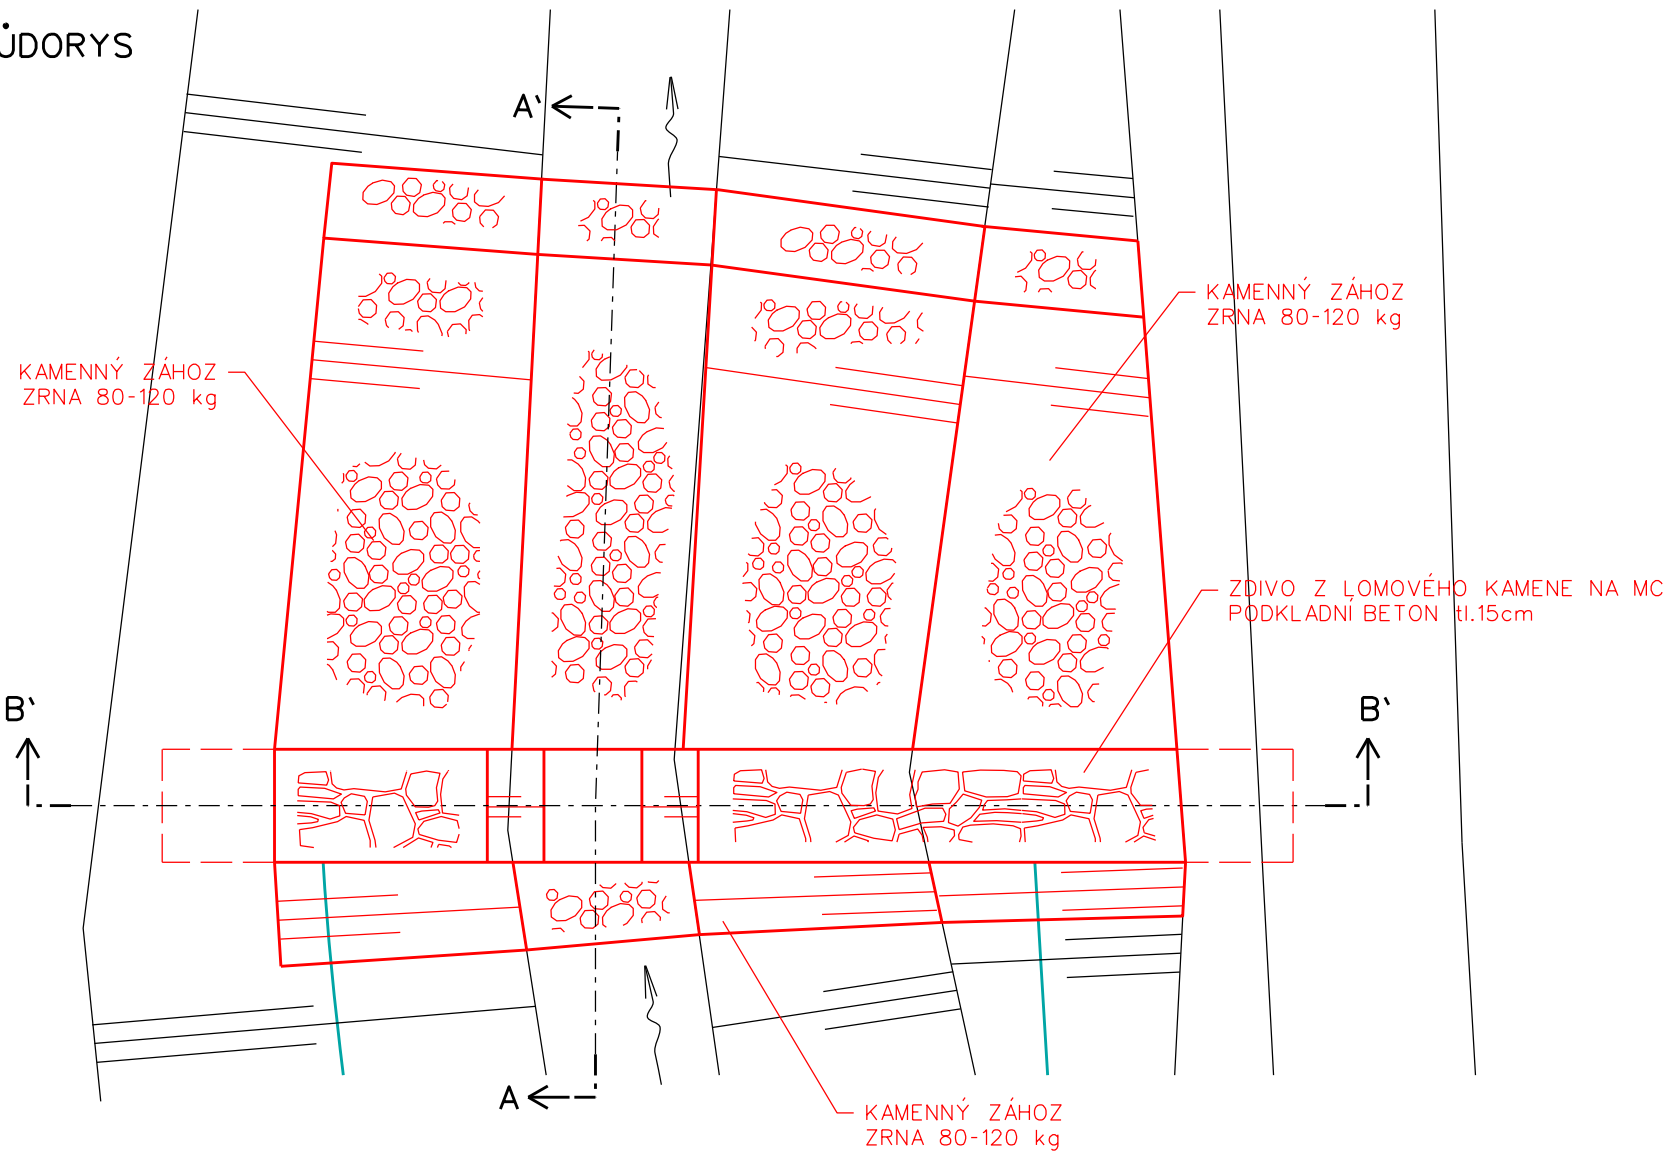 ŮDORYS
A'
KAMENNÝ ZÁHOZ
ZRNA 80-120 kg
KAMENNÝ ZÁHOZ
ZRNA 80-120 kg
ZDIVO Z LOMOVÉHO KAMENE NA MC
PODKLADNÍ BETON tl.15cm
B'
B'
A
KAMENNÝ ZÁHOZ
ZRNA 80-120 kg